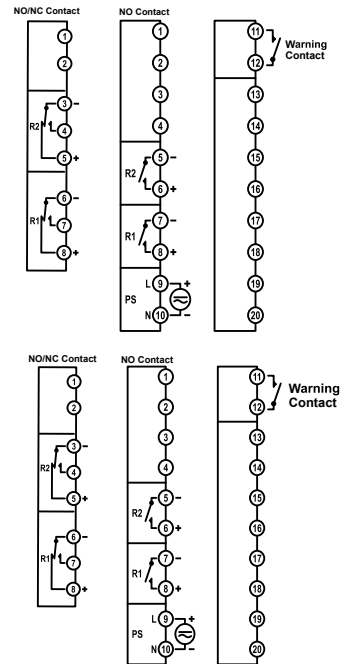 NO/NC Contact
1
2
3 −
R2
4
5 +
6 −
R1
7
8 +
NO Contact
1
2
3
4
5 −
R2
6 +
7 −
R1
8 +
L 9 +
PS
N 10 −
11
Warning
Contact
12
13
14
15
16
17
18
19
20
NO/NC Contact
1
2
3 −
R2
4
5 +
6 −
R1
7
8 +
NO Contact
1
2
3
4
5 −
R2
6 +
7 −
R1
8 +
L 9 +
PS
N 10 −
11
Warning
Contact
12
13
14
15
16
17
18
19
20